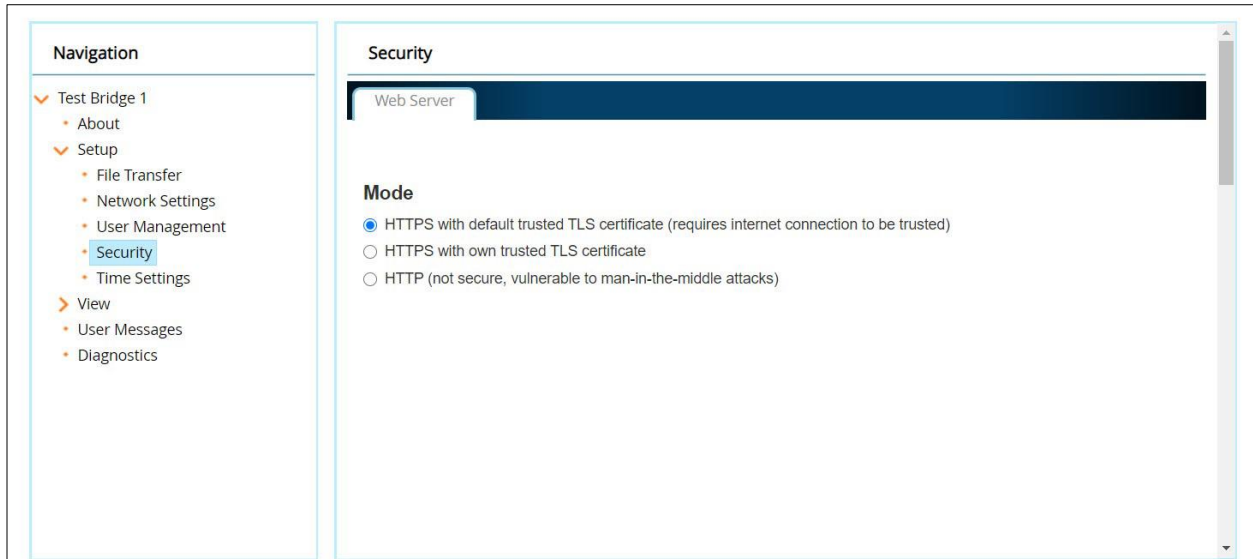 Navigation
Test Bridge 1
About
Setup
File Transfer
Network Settings
User Management
Security
Time Settings
View
User Messages
Diagnostics
Security
Web Server
Mode
HTTPS with default trusted TLS certificate (requires internet connection to be trusted)
HTTPS with own trusted TLS certificate
HTTP (not secure, vulnerable to man-in-the-middle attacks)